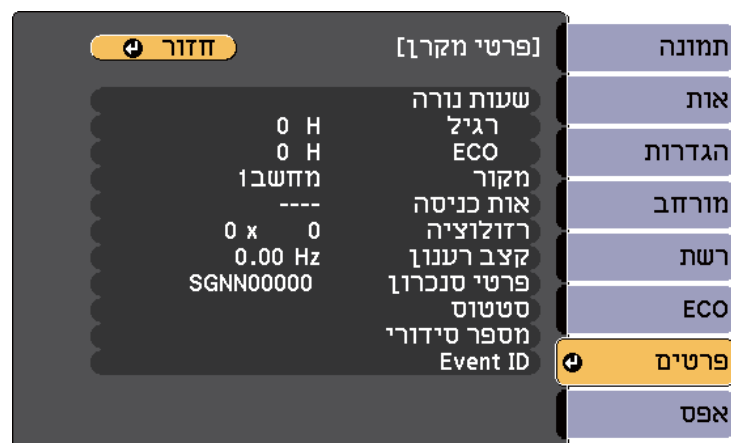 [פרטי מקרן]
חזור
שעות נורה
רגיל 0 H
ECO 0 H
מקור מחשב1
אות כניסה ----
רזולוציה 0 x 0
קצב רענון 0.00 Hz
פרטי סנכרון SGNN00000
סטטוס
מספר סידורי
Event ID
תמונה
אות
הגדרות
מורחב
רשת
ECO
פרטים
אפס